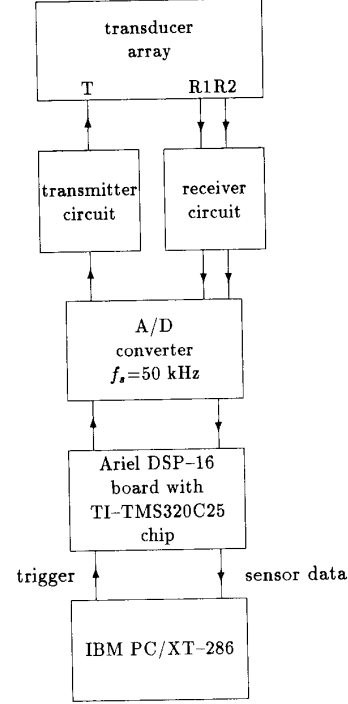 transducer
array
T
R1R2
transmitter
circuit
receiver
circuit
A/D
converter
fs=50 kHz
Ariel DSP-16
board with
TI-TMS320C25
chip
trigger
sensor data
IBM PC/XT-286